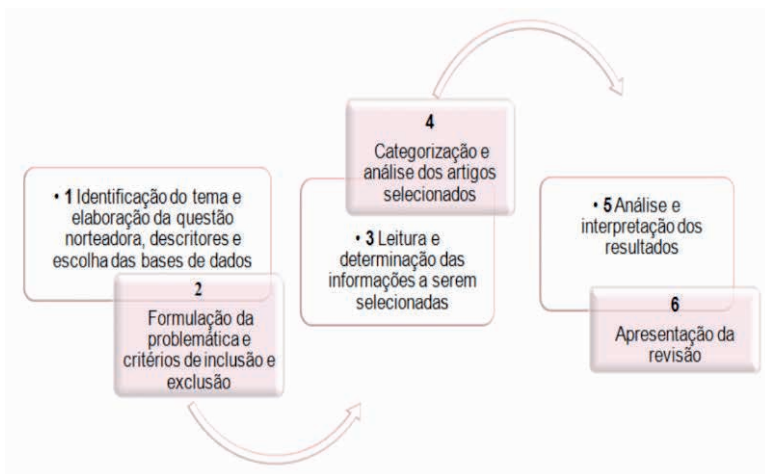 • 1 Identificação do tema e
elaboração da questão
norteadora, descritores e
escolha das bases de dados
2
Formulação da
problemática e
critérios de inclusão e
exclusão
• 3 Leitura e
determinação das
informações a serem
selecionadas
4
Categorização e
análise dos artigos
selecionados
• 5 Análise e
interpretação dos
resultados
6
Apresentação da
revisão